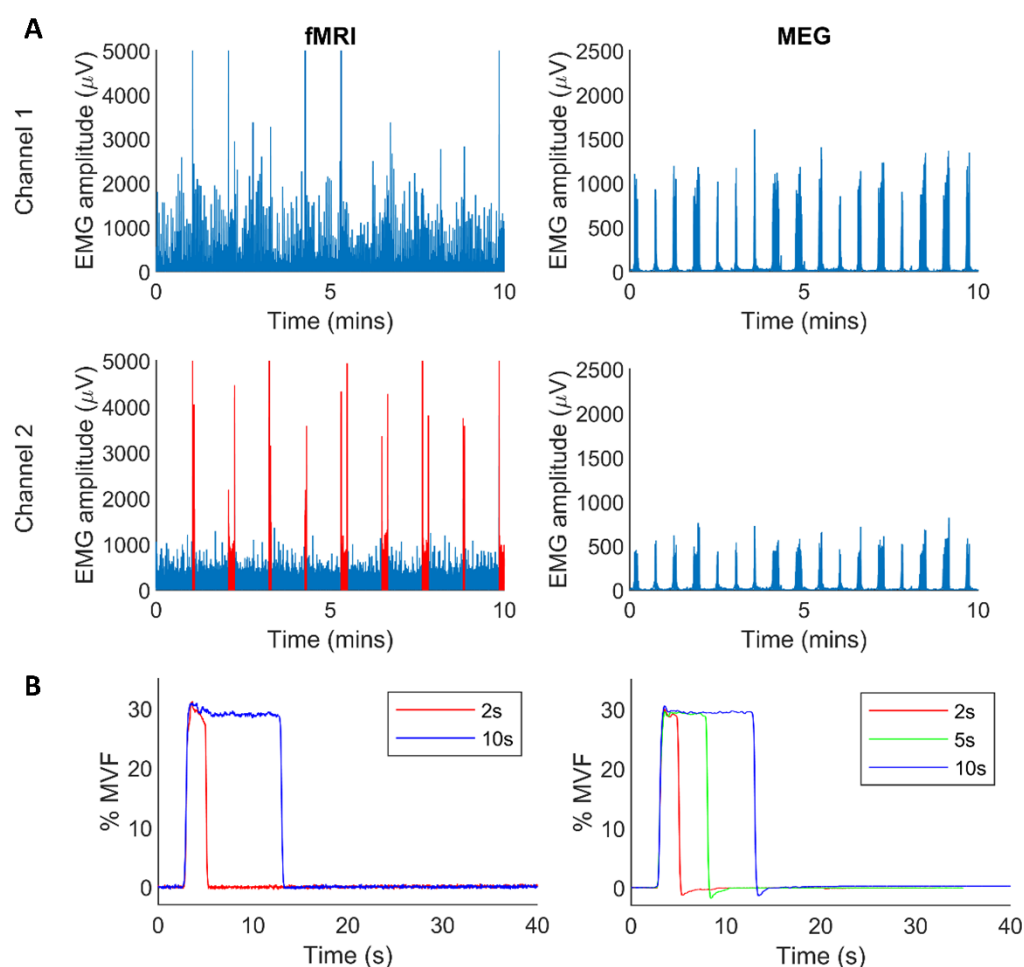 A
fMRI
MEG
Channel 1
EMG amplitude (μV)
5000
4000
3000
2000
1000
0
0 5 10
Time (mins)
EMG amplitude (μV)
2500
2000
1500
1000
500
0
0 5 10
Time (mins)
Channel 2
EMG amplitude (μV)
5000
4000
3000
2000
1000
0
0 5 10
Time (mins)
EMG amplitude (μV)
2500
2000
1500
1000
500
0
0 5 10
Time (mins)
B
% MVF
30
20
10
0
0 10 20 30 40
Time (s)
2s
10s
% MVF
30
20
10
0
0 10 20 30 40
Time (s)
2s
5s
10s